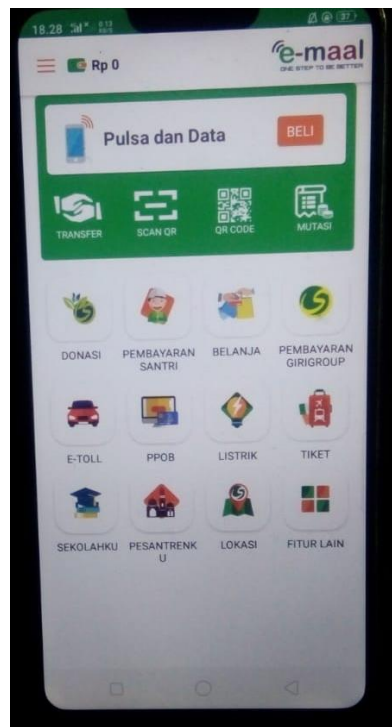 18.28
37
Rp 0
e-maal
ONE STEP TO BE BETTER
Pulsa dan Data
BELI
TRANSFER
SCAN QR
QR CODE
MUTASI
DONASI
PEMBAYARAN
SANTRI
BELANJA
PEMBAYARAN
GIRIGROUP
E-TOLL
PPOB
LISTRIK
TIKET
SEKOLAHKU
PESANTRENK
U
LOKASI
FITUR LAIN